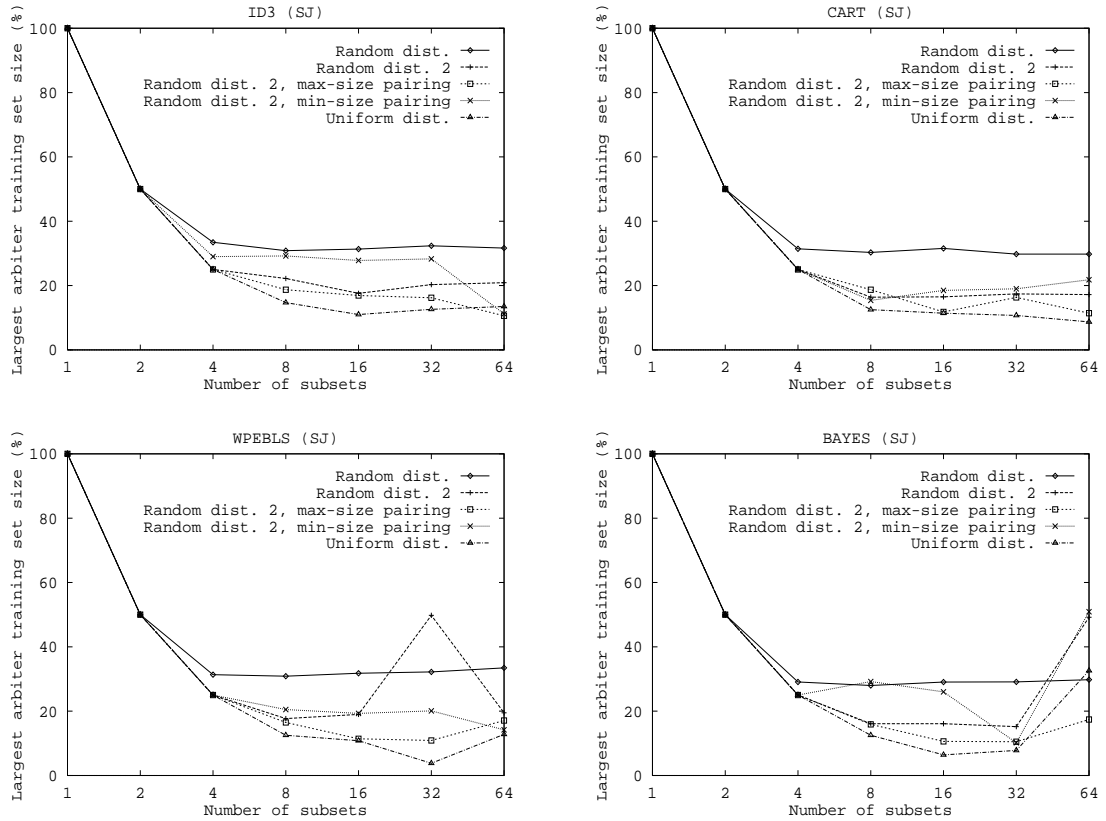 ID3 (SJ)
Largest arbiter training set size (%)
100
80
60
40
20
0
Random dist.
Random dist. 2
Random dist. 2, max-size pairing
Random dist. 2, min-size pairing
Uniform dist.
1 2 4 8 16 32 64
Number of subsets
CART (SJ)
Largest arbiter training set size (%)
100
80
60
40
20
0
Random dist.
Random dist. 2
Random dist. 2, max-size pairing
Random dist. 2, min-size pairing
Uniform dist.
1 2 4 8 16 32 64
Number of subsets
WPEBLS (SJ)
Largest arbiter training set size (%)
100
80
60
40
20
0
Random dist.
Random dist. 2
Random dist. 2, max-size pairing
Random dist. 2, min-size pairing
Uniform dist.
1 2 4 8 16 32 64
Number of subsets
BAYES (SJ)
Largest arbiter training set size (%)
100
80
60
40
20
0
Random dist.
Random dist. 2
Random dist. 2, max-size pairing
Random dist. 2, min-size pairing
Uniform dist.
1 2 4 8 16 32 64
Number of subsets